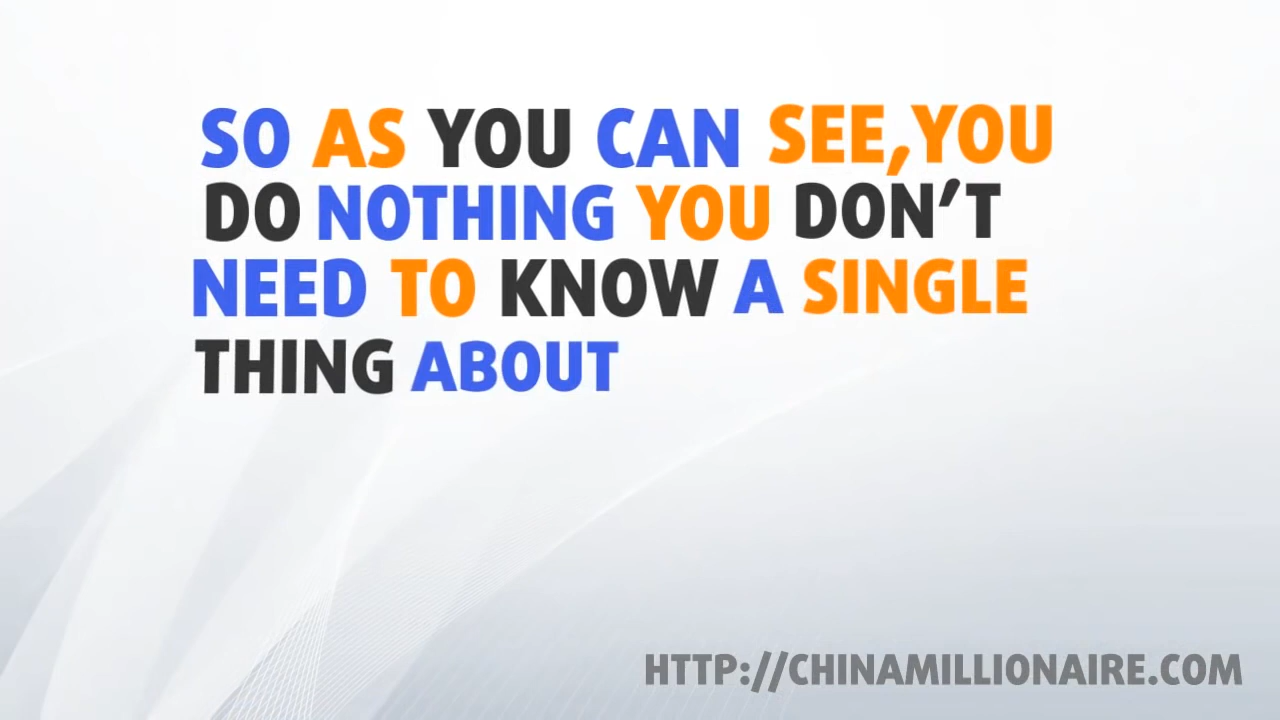 SO AS YOU CAN SEE,YOU
DO NOTHING YOU DON'T
NEED TO KNOW A SINGLE
THING ABOUT
HTTP://CHINAMILLIONAIRE.COM